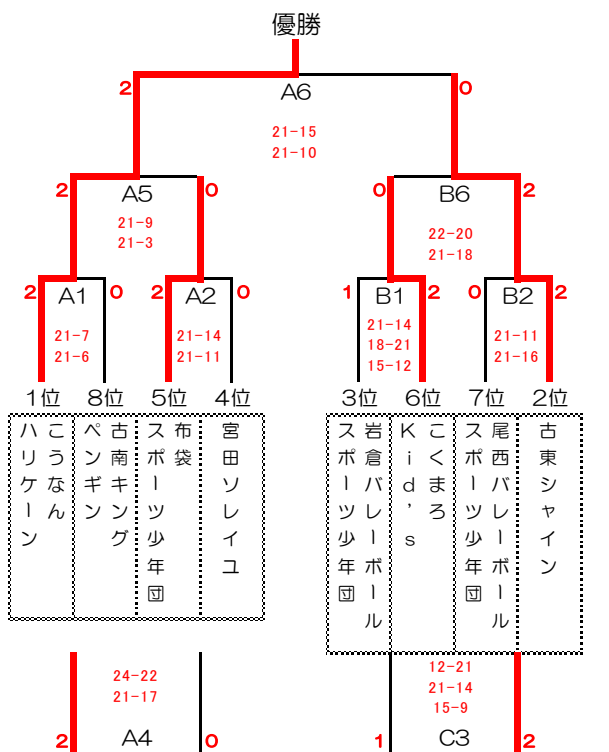 優勝
2 0
A6
21-15
21-10
2 A5 0
21-9
21-3
0 B6 2
22-20
21-18
2 A1 0
21-7
21-6
2 A2 0
21-14
21-11
1 B1 2
21-14
18-21
15-12
0 B2 2
21-11
21-16
1位 8位 5位 4位 3位 6位 7位 2位
こうなん
ハリケーン
古南キング
ペンギン
布袋
スポーツ少年団
宮田ソレイユ
岩倉バレーボール
スポーツ少年団
こくまろ
Kid's
尾西バレーボール
スポーツ少年団
古東シャイン
24-22
21-17
2 A4 0
12-21
21-14
15-9
1 C3 2